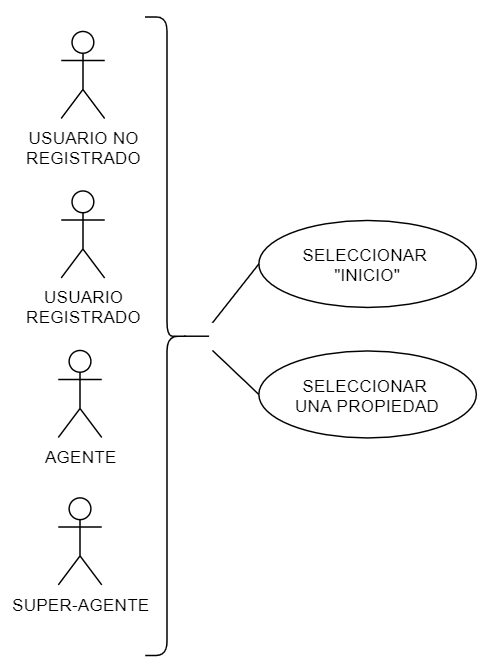 USUARIO NO
REGISTRADO
USUARIO
REGISTRADO
AGENTE
SUPER-AGENTE
SELECCIONAR
"INICIO"
SELECCIONAR
UNA PROPIEDAD